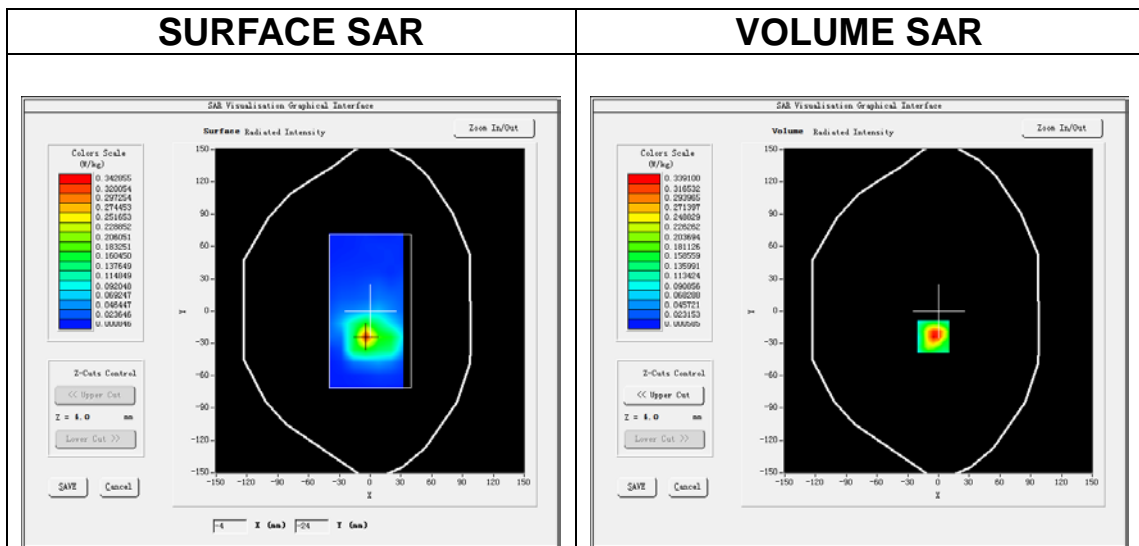 SURFACE SAR
VOLUME SAR
SAR Visualisation Graphical Interface
Surface Radiated Intensity
Zoom In/Out
Colors Scale
(W/kg)
0.342855
0.320054
0.297254
0.274453
0.251653
0.228852
0.206051
0.183251
0.160450
0.137649
0.114849
0.092048
0.069247
0.046447
0.023646
0.000846
Z-Cuts Control
<< Upper Cut
Z = 4.0 mm
Lower Cut >>
SAVE Cancel
150
120
90
60
30
0
-30
-60
-90
-120
-150
Y
-150 -120 -90 -60 -30 0 30 60 90 120 150
X
-4 X (mm) -24 Y (mm)
SAR Visualisation Graphical Interface
Volume Radiated Intensity
Zoom In/Out
Colors Scale
(W/kg)
0.339100
0.316532
0.293965
0.271397
0.248829
0.226262
0.203694
0.181126
0.158559
0.135991
0.113424
0.090856
0.068288
0.045721
0.023153
0.000585
Z-Cuts Control
<< Upper Cut
Z = 4.0 mm
Lower Cut >>
SAVE Cancel
150
120
90
60
30
0
-30
-60
-90
-120
-150
Y
-150 -120 -90 -60 -30 0 30 60 90 120 150
X